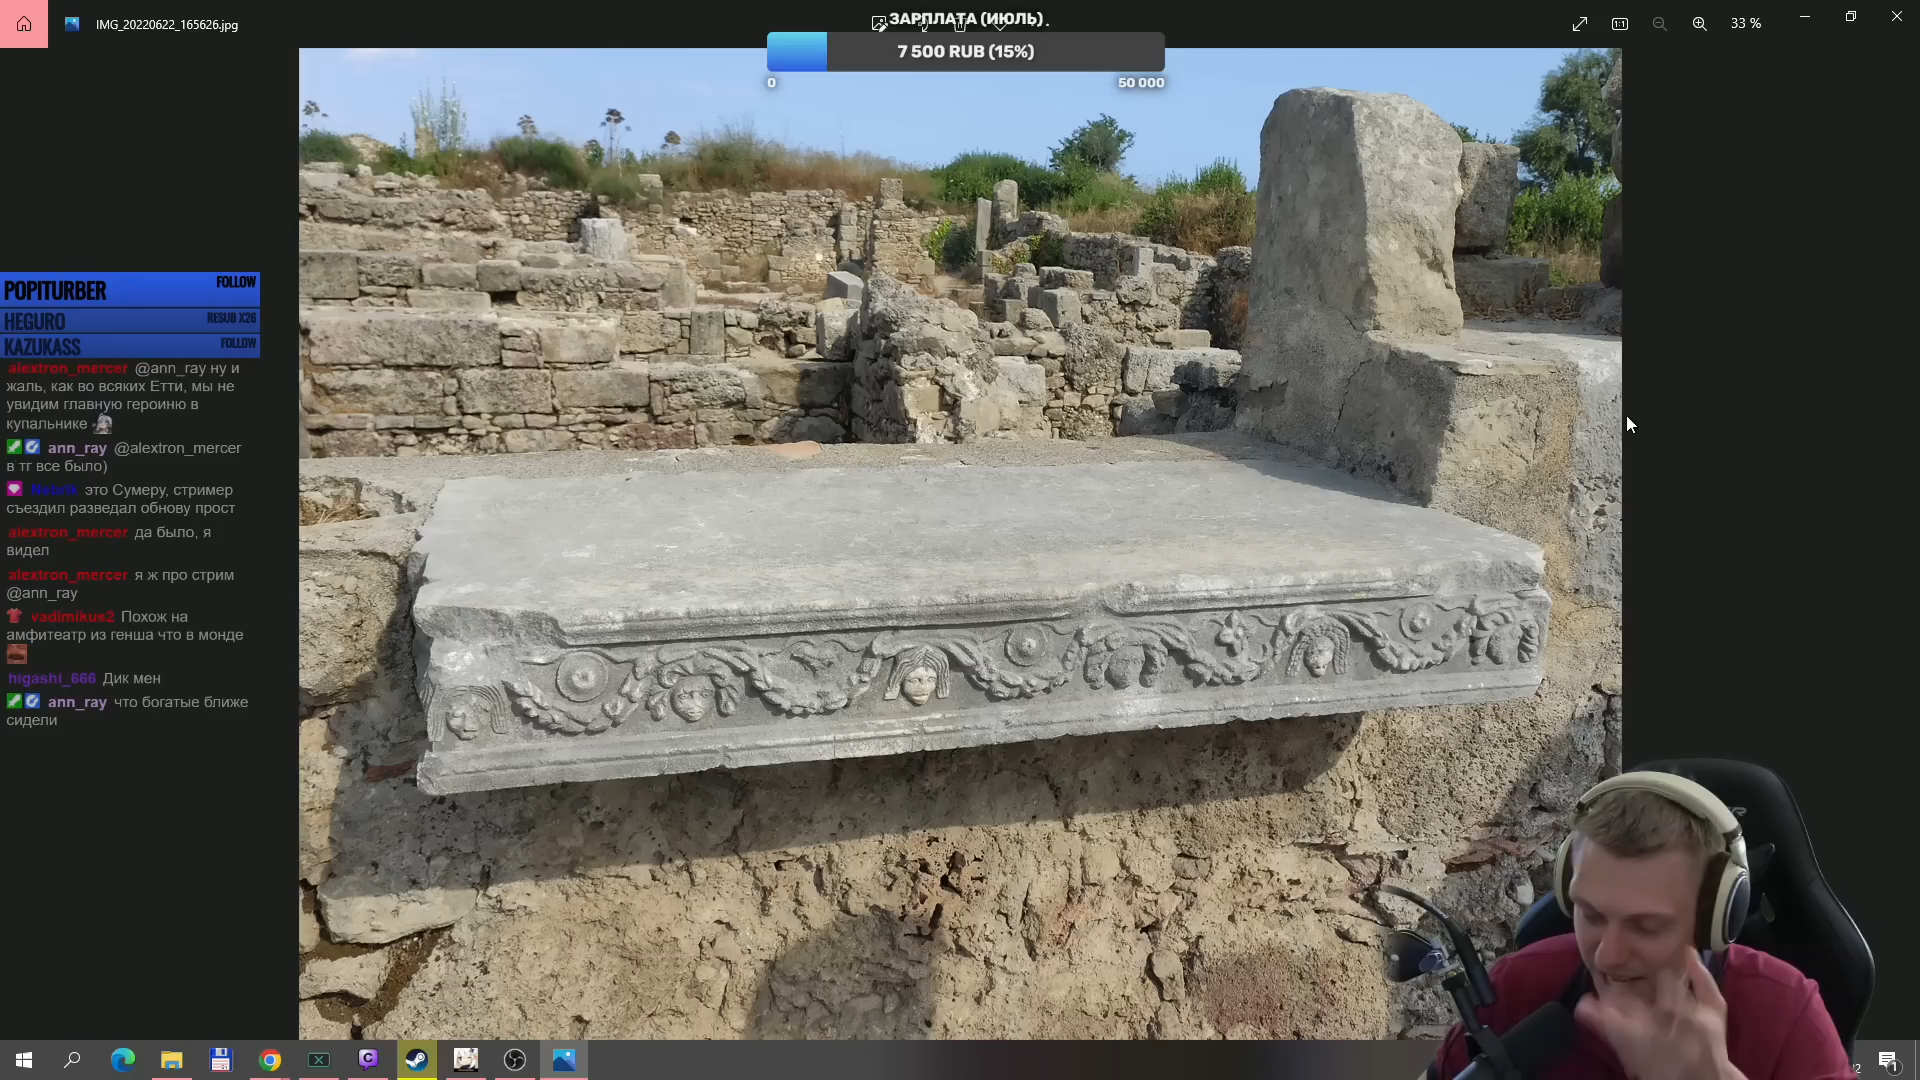 IMG_20220622_165626.jpg
ЗАРПЛАТА (ИЮЛЬ).
33 %
7 500 RUB (15%)
0
50 000
POPITURBER FOLLOW
HEGURO RESUB X26
KAZUKASS FOLLOW
alextron_mercer @ann_ray ну и
жаль, как во всяких Етти, мы не
увидим главную героиню в
купальнике
ann_ray @alextron_mercer
в тг все было)
это Сумеру, стример
съездил разведал обнову прост
alextron_mercer да было, я
видел
alextron_mercer я ж про стрим
@ann_ray
vadimikus2 Похож на
амфитеатр из генша что в монде
higashi_666 Дик мен
ann_ray что богатые ближе
сидели